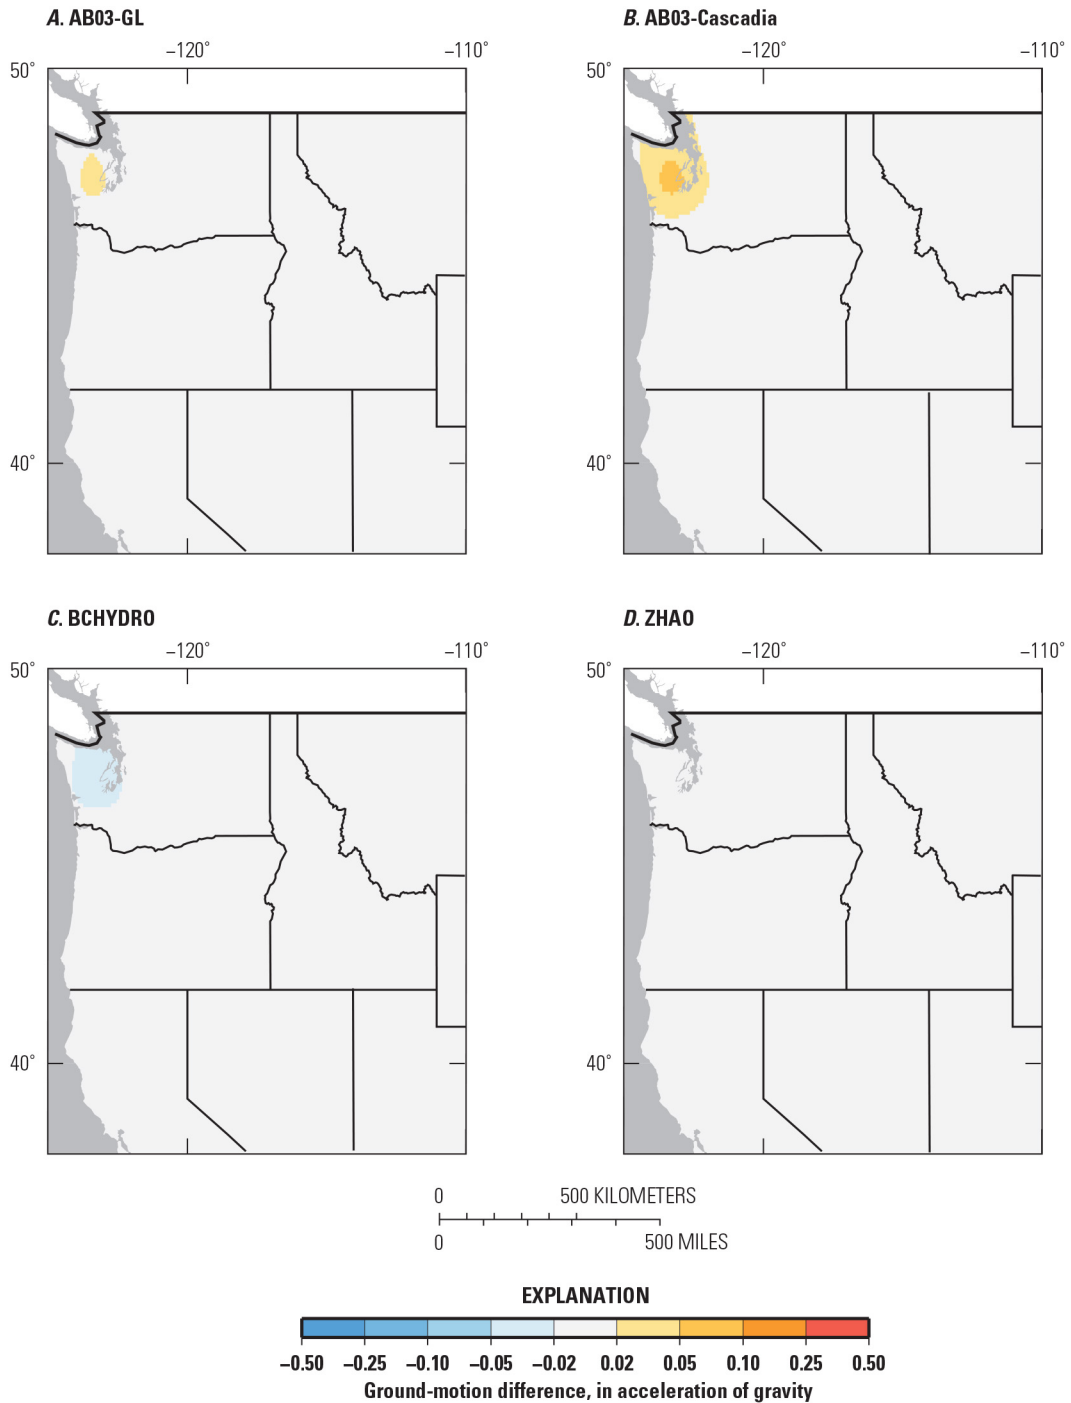 A. AB03-GL
B. AB03-Cascadia
–120°
–110°
–120°
–110°
50°
50°
40°
40°
C. BCHYDRO
D. ZHAO
–120°
–110°
–120°
–110°
50°
50°
40°
40°
0
500 KILOMETERS
0
500 MILES
EXPLANATION
–0.50 –0.25 –0.10 –0.05 –0.02 0.02 0.05 0.10 0.25 0.50
Ground-motion difference, in acceleration of gravity